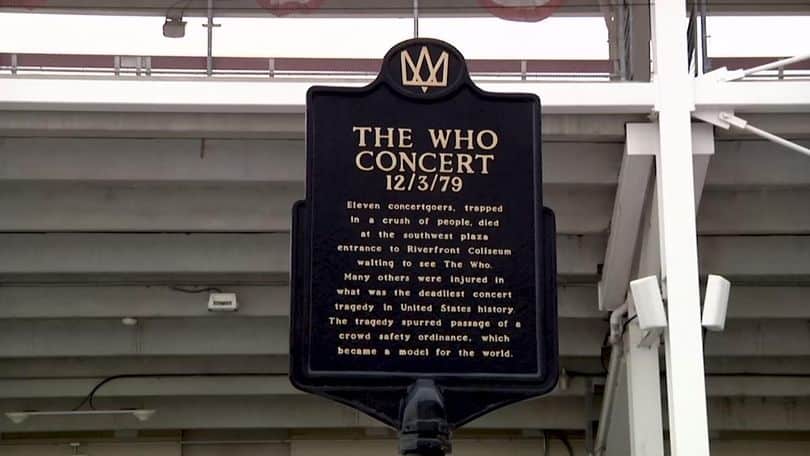 THE WHO
CONCERT
12/3/79
Eleven concertgoers, trapped
in a crush of people, died
at the southwest plaza
entrance to Riverfront Coliseum
waiting to see The Who.
Many others were injured in
what was the deadliest concert
tragedy in United States history.
The tragedy spurred passage of a
crowd safety ordinance, which
became a model for the world.